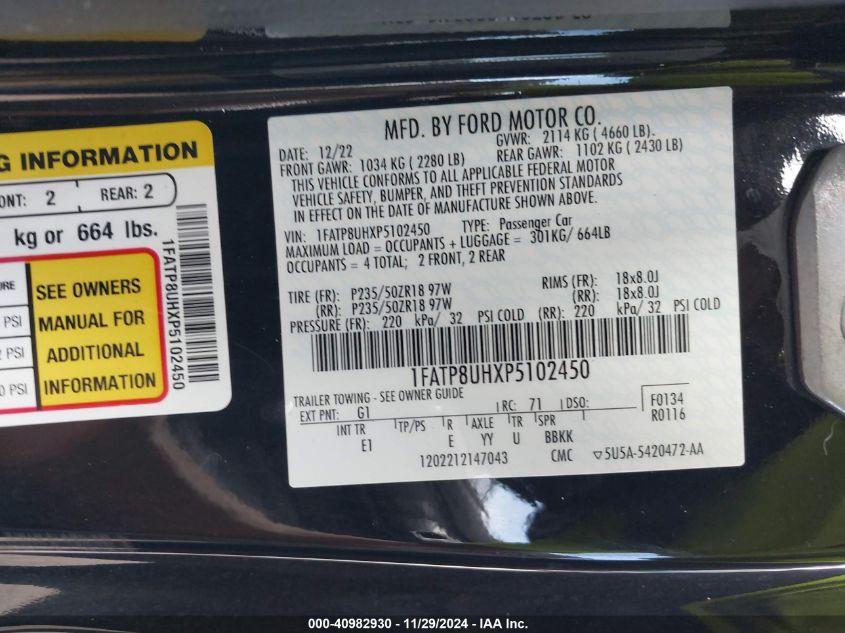 G INFORMATION
ONT: 2 REAR: 2
kg or 664 lbs.
SEE OWNERS
MANUAL FOR
ADDITIONAL
INFORMATION
PSI
PSI
PSI
1FATP8UHXP5102450
MFD. BY FORD MOTOR CO.
DATE: 12/22 GVWR: 2114 KG ( 4660 LB).
FRONT GAWR: 1034 KG ( 2280 LB) REAR GAWR: 1102 KG ( 2430 LB)
THIS VEHICLE CONFORMS TO ALL APPLICABLE FEDERAL MOTOR
VEHICLE SAFETY, BUMPER, AND THEFT PREVENTION STANDARDS
IN EFFECT ON THE DATE OF MANUFACTURE SHOWN ABOVE.
VIN: 1FATP8UHXP5102450 TYPE: Passenger Car
MAXIMUM LOAD = OCCUPANTS + LUGGAGE = 301KG/ 664LB
OCCUPANTS = 4 TOTAL; 2 FRONT, 2 REAR
TIRE (FR): P235/50ZR18 97W RIMS (FR): 18x8.0J
(RR): P235/50ZR18 97W (RR): 18x8.0J
PRESSURE (FR): 220 kPa/ 32 PSI COLD (RR): 220 kPa/ 32 PSI COLD
1FATP8UHXP5102450
TRAILER TOWING - SEE OWNER GUIDE
EXT PNT: G1 RC: 71 DSO: F0134
INT TR TP/PS R AXLE TR SPR R0116
E1 E YY U BBKK
1202212147043 CMC 5U5A-5420472-AA
000-40982930 - 11/29/2024 - IAA Inc.